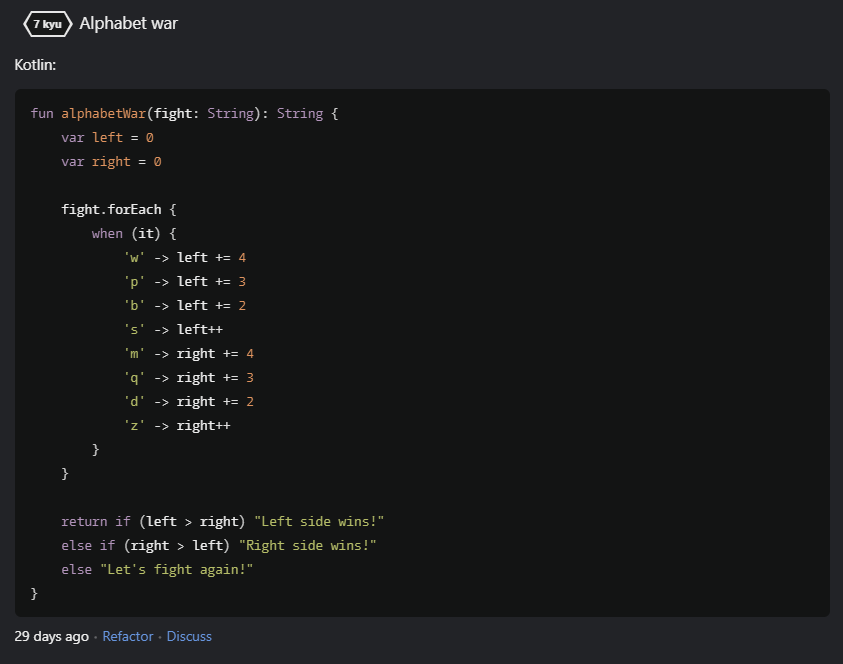 7 kyu Alphabet war
Kotlin:
fun alphabetWar(fight: String): String {
    var left = 0
    var right = 0

    fight.forEach {
        when (it) {
            'w' -> left += 4
            'p' -> left += 3
            'b' -> left += 2
            's' -> left++
            'm' -> right += 4
            'q' -> right += 3
            'd' -> right += 2
            'z' -> right++
        }
    }

    return if (left > right) "Left side wins!"
    else if (right > left) "Right side wins!"
    else "Let's fight again!"
}
29 days ago · Refactor · Discuss